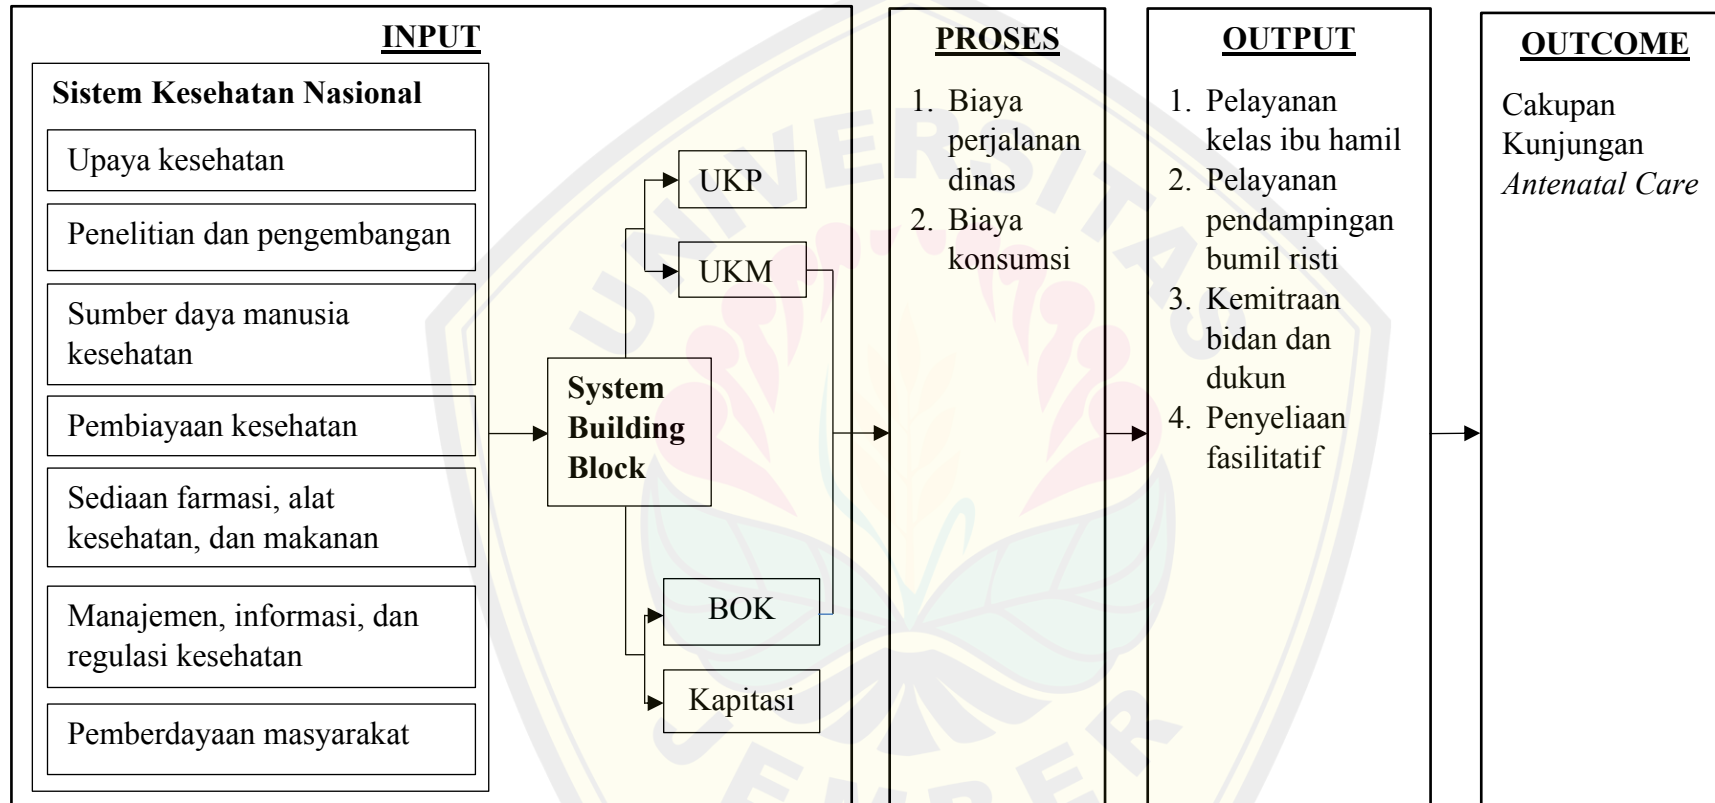 INPUT
Sistem Kesehatan Nasional
Upaya kesehatan
Penelitian dan pengembangan
Sumber daya manusia
kesehatan
Pembiayaan kesehatan
Sediaan farmasi, alat
kesehatan, dan makanan
Manajemen, informasi, dan
regulasi kesehatan
Pemberdayaan masyarakat
System
Building
Block
UKP
UKM
BOK
Kapitasi
PROSES
1. Biaya
perjalanan
dinas
2. Biaya
konsumsi
OUTPUT
1. Pelayanan
kelas ibu hamil
2. Pelayanan
pendampingan
bumil risti
3. Kemitraan
bidan dan
dukun
4. Penyeliaan
fasilitatif
OUTCOME
Cakupan
Kunjungan
Antenatal Care
UNIVERSITAS
JEMBER